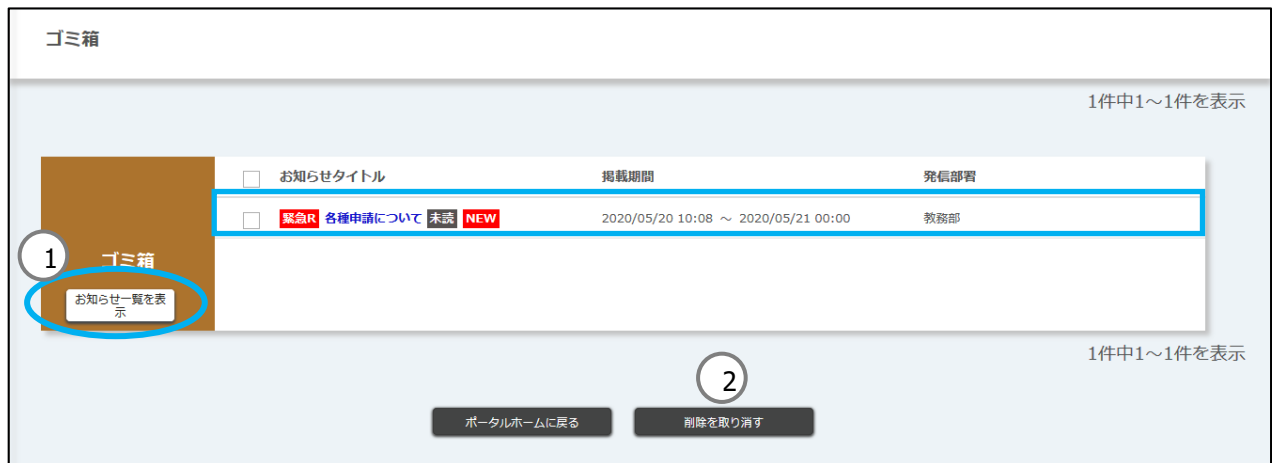 ゴミ箱
1件中1～1件を表示
お知らせタイトル 掲載期間 発信部署
緊急R 各種申請について 未読 NEW 2020/05/20 10:08 ～ 2020/05/21 00:00 教務部
1
ゴミ箱
お知らせ一覧を表
示
1件中1～1件を表示
2
ポータルホームに戻る 削除を取り消す